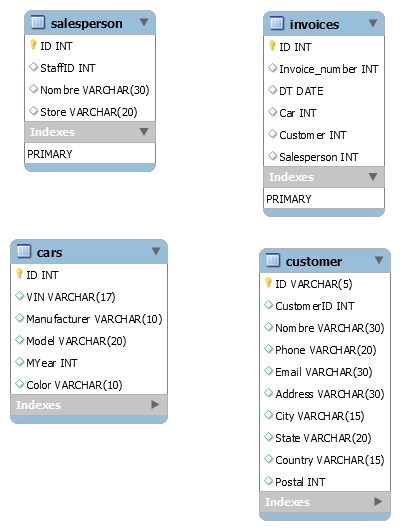 salesperson
ID INT
StaffID INT
Nombre VARCHAR(30)
Store VARCHAR(20)
Indexes
PRIMARY
invoices
ID INT
Invoice_number INT
DT DATE
Car INT
Customer INT
Salesperson INT
Indexes
PRIMARY
cars
ID INT
VIN VARCHAR(17)
Manufacturer VARCHAR(10)
Model VARCHAR(20)
MYear INT
Color VARCHAR(10)
Indexes
customer
ID VARCHAR(5)
CustomerID INT
Nombre VARCHAR(30)
Phone VARCHAR(20)
Email VARCHAR(30)
Address VARCHAR(30)
City VARCHAR(15)
State VARCHAR(20)
Country VARCHAR(15)
Postal INT
Indexes